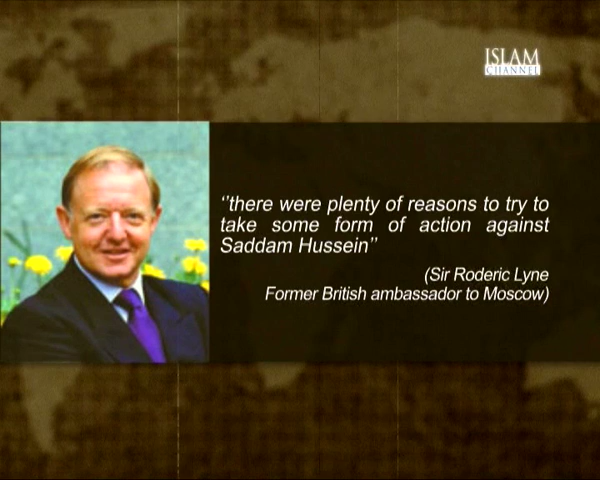 ISLAM
CHANNEL
‘’there were plenty of reasons to try to
take some form of action against
Saddam Hussein’’
(Sir Roderic Lyne
Former British ambassador to Moscow)